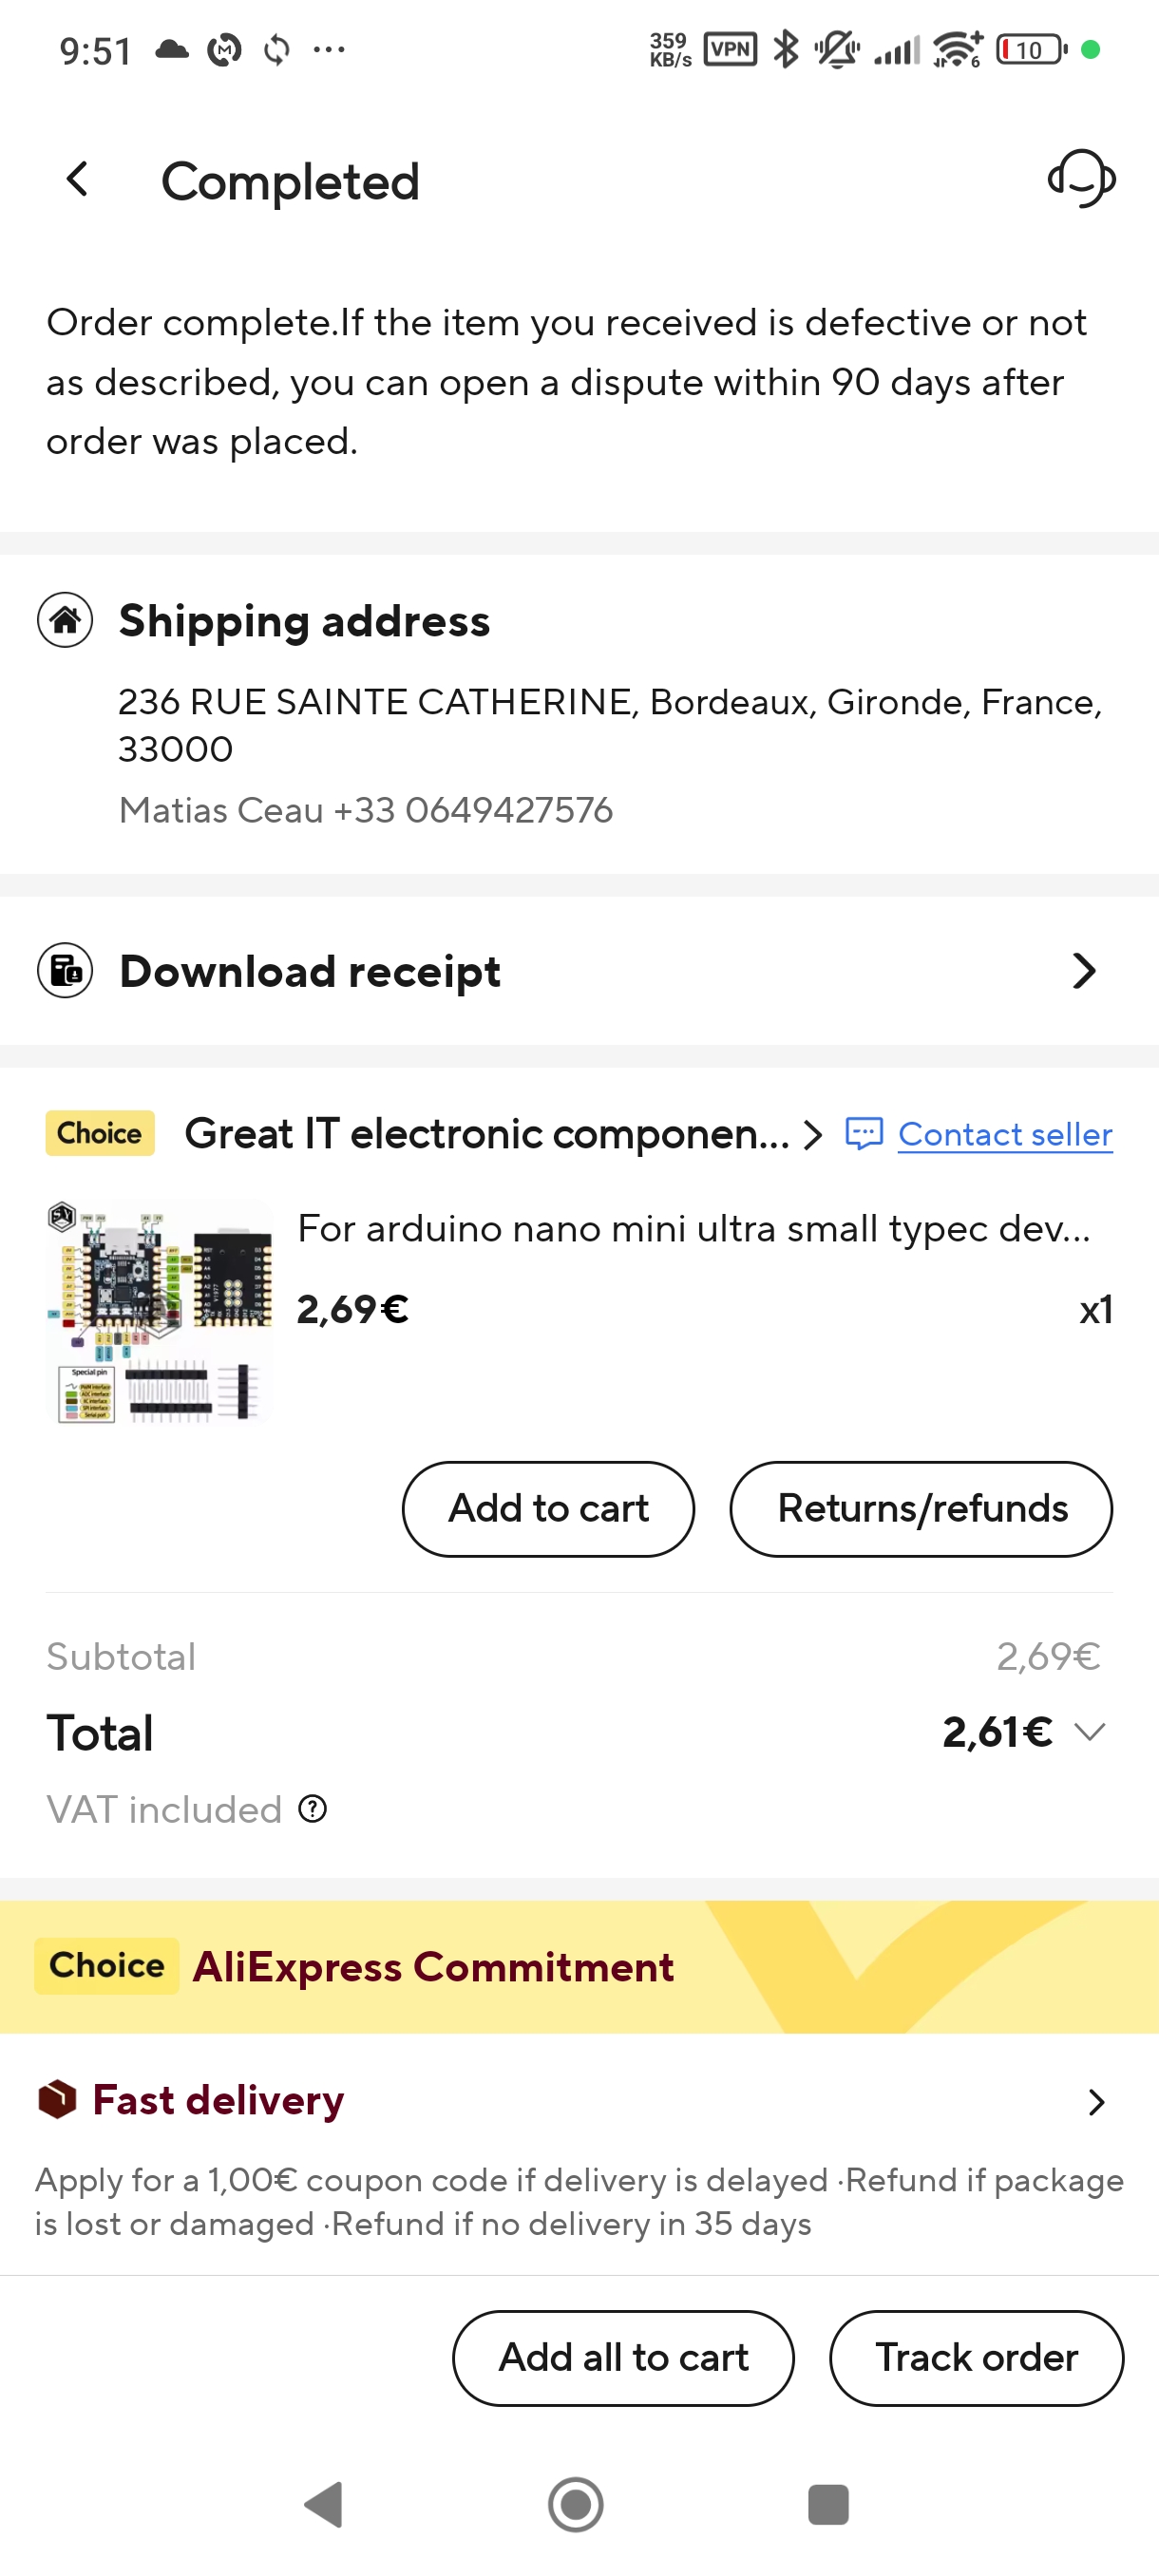 9:51
359
KB/s
VPN
6
10
Completed
Order complete.If the item you received is defective or not
as described, you can open a dispute within 90 days after
order was placed.
Shipping address
236 RUE SAINTE CATHERINE, Bordeaux, Gironde, France,
33000
Matias Ceau +33 0649427576
Download receipt
Choice
Great IT electronic componen...
Contact seller
For arduino nano mini ultra small typec dev...
2,69€
x1
Special pin
Add to cart
Returns/refunds
Subtotal
2,69€
Total
2,61€
VAT included
Choice
AliExpress Commitment
Fast delivery
Apply for a 1,00€ coupon code if delivery is delayed ·Refund if package
is lost or damaged ·Refund if no delivery in 35 days
Add all to cart
Track order